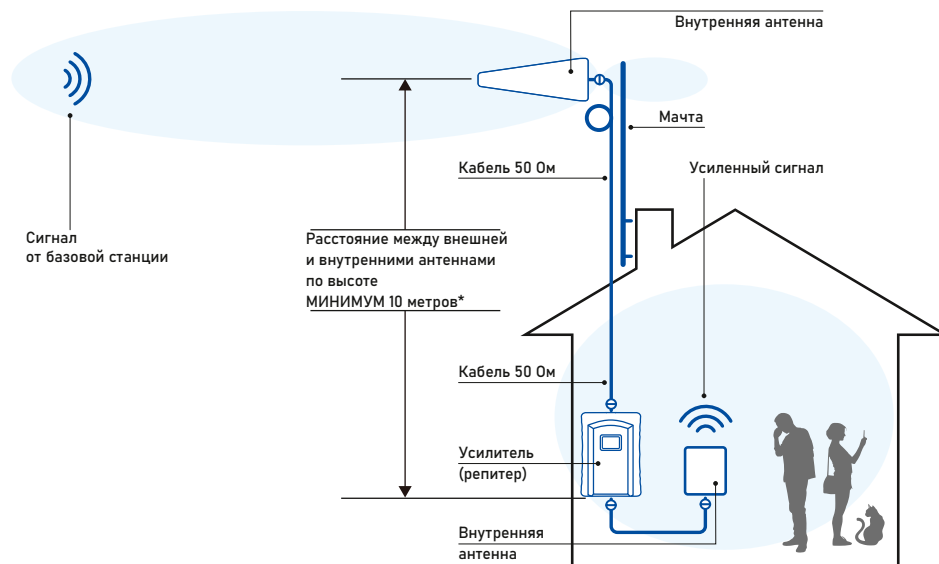 Внутренняя антенна
Мачта
Кабель 50 Ом
Усиленный сигнал
Сигнал
от базовой станции
Расстояние между внешней
и внутренними антеннами
по высоте
МИНИМУМ 10 метров*
Кабель 50 Ом
Усилитель
(репитер)
Внутренняя
антенна